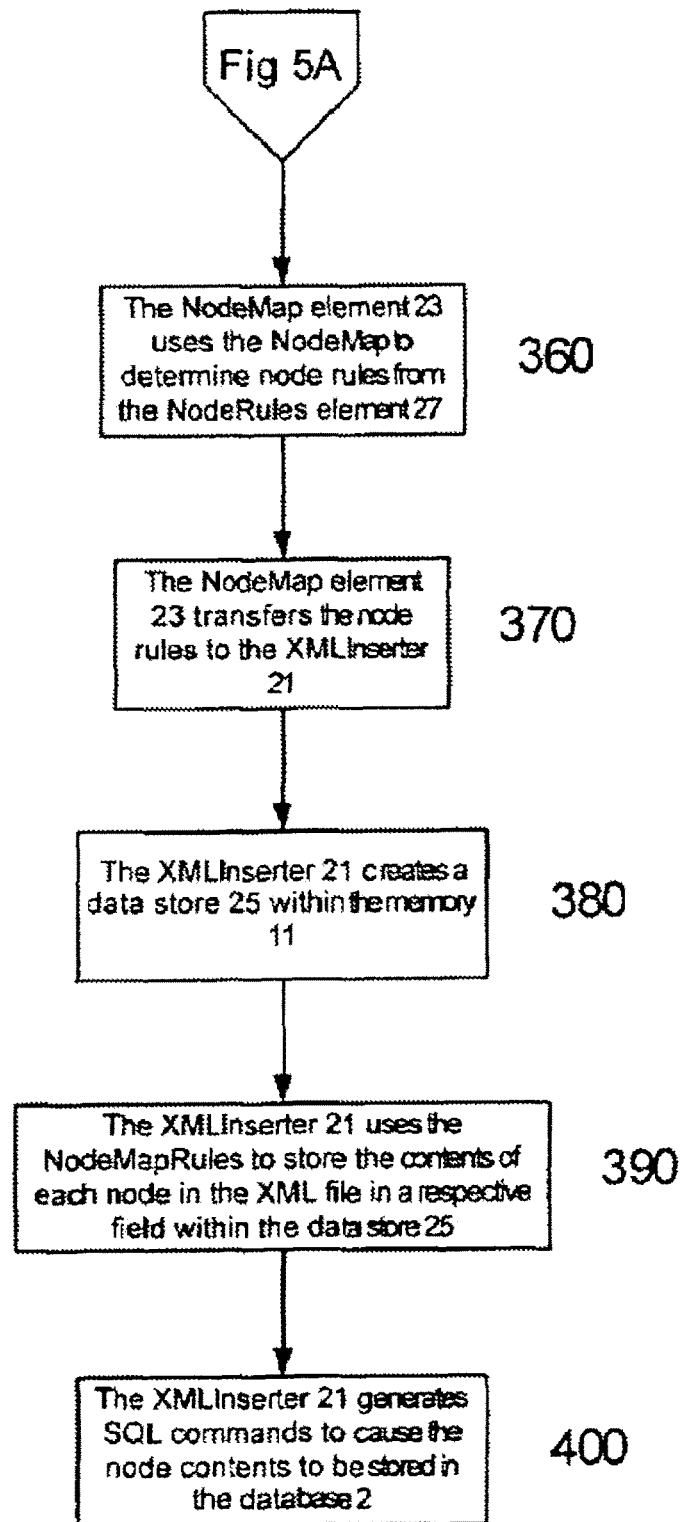 Fig 5A
The NodeMap element 23
uses the NodeMap to
determine node rules from
the NodeRules element 27
360
The NodeMap element
23 transfers the node
rules to the XMLInserter
21
370
The XMLInserter 21 creates a
data store 25 within the memory
11
380
The XMLInserter 21 uses the
NodeMapRules to store the contents of
each node in the XML file in a respective
field within the data store 25
390
The XMLInserter 21 generates
SQL commands to cause the
node contents to be stored in
the database 2
400